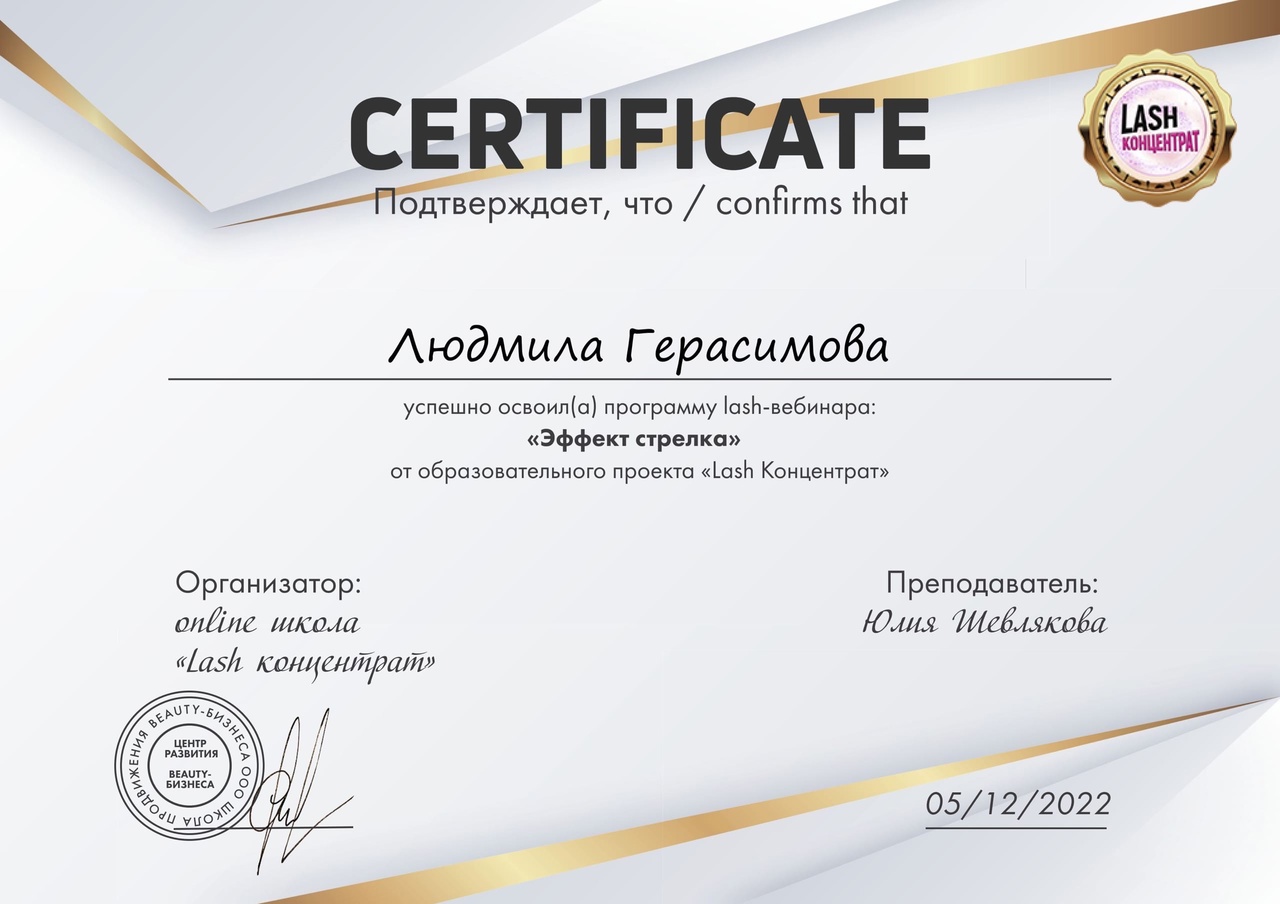 CERTIFICATE
LASH
КОНЦЕНТРАТ
Подтверждает, что / confirms that
Людмила Герасимова
успешно освоил(а) программу lash-вебинара:
«Эффект стрелка»
от образовательного проекта «Lash Концентрат»
Организатор:
online школа
«Lash концентрат»
Преподаватель:
Юлия Шевлякова
ООО ШКОЛА ПРОДВИЖЕНИЯ BEAUTY-БИЗНЕСА
ЦЕНТР
РАЗВИТИЯ
BEAUTY-
БИЗНЕСА
05/12/2022